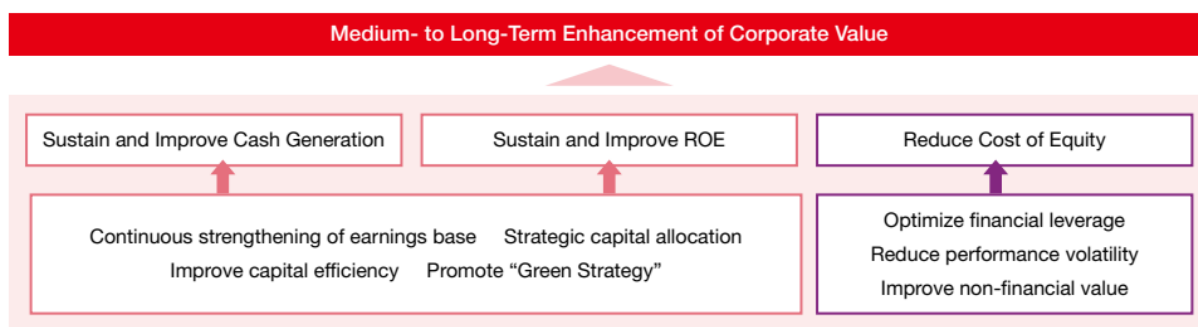 Medium- to Long-Term Enhancement of Corporate Value
Sustain and Improve Cash Generation
Sustain and Improve ROE
Reduce Cost of Equity
Continuous strengthening of earnings base Strategic capital allocation
Improve capital efficiency Promote “Green Strategy”
Optimize financial leverage
Reduce performance volatility
Improve non-financial value